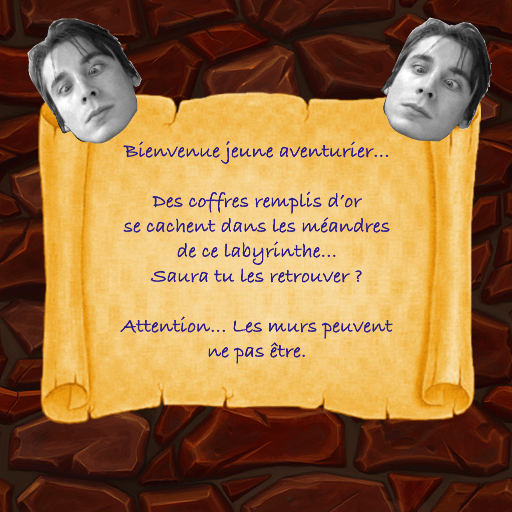 Bienvenue jeune aventurier...
Des coffres remplis d'or
se cachent dans les méandres
de ce labyrinthe...
Saura tu les retrouver ?
Attention... Les murs peuvent
ne pas être.